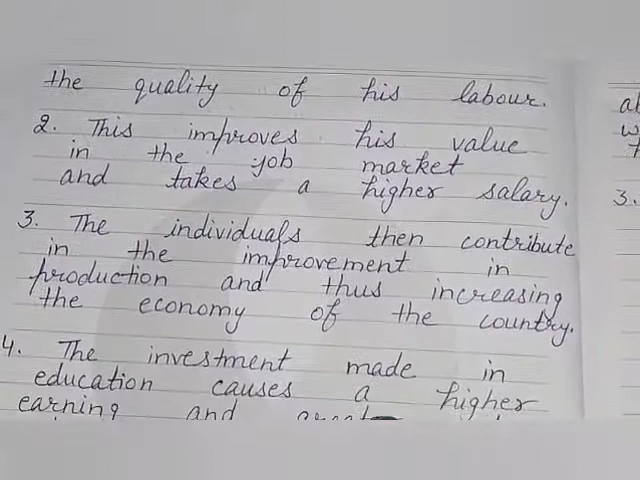 the quality of his labour.
2. This improves his value
in the job market
and takes a higher salary.
3. The individuals then contribute
in the improvement in
production and thus increasing
the economy of the country.
4. The investment made in
education causes a higher
earning and
3.